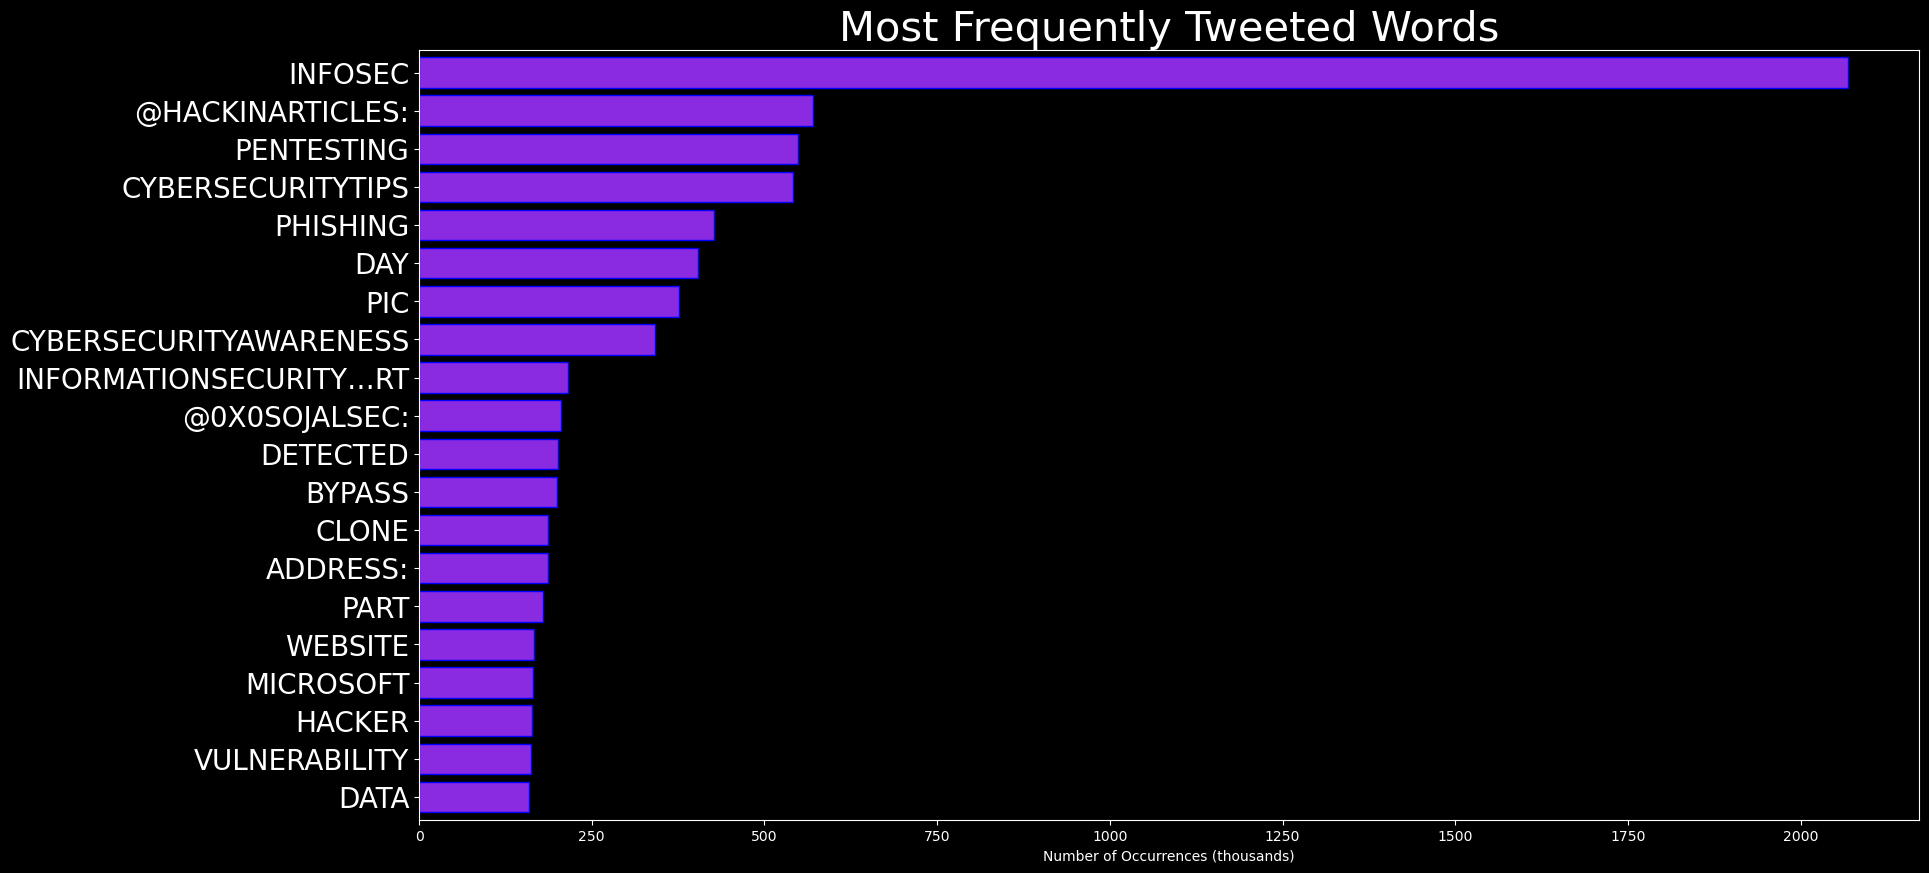 Most Frequently Tweeted Words
INFOSEC
@HACKINARTICLES:
PENTESTING
CYBERSECURITYTIPS
PHISHING
DAY
PIC
CYBERSECURITYAWARENESS
INFORMATIONSECURITY…RT
@0X0SOJALSEC:
DETECTED
BYPASS
CLONE
ADDRESS:
PART
WEBSITE
MICROSOFT
HACKER
VULNERABILITY
DATA
0 250 500 750 1000 1250 1500 1750 2000
Number of Occurrences (thousands)